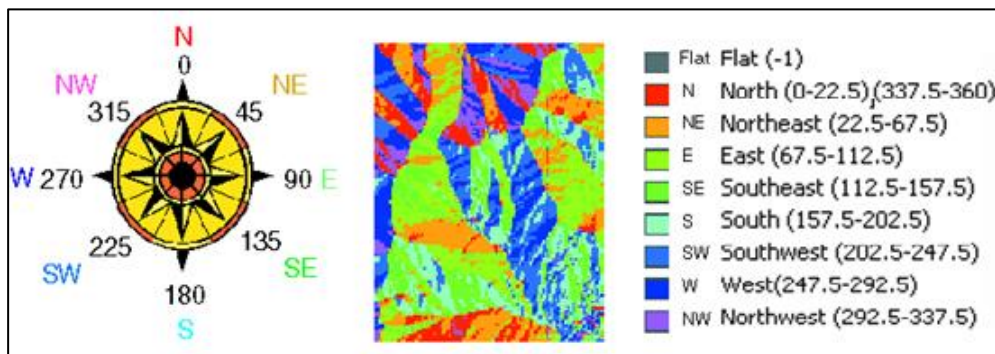 N
0
NW
NE
315
45
W 270
90 E
225
135
SW
SE
180
S
Flat Flat (-1)
N North (0-22.5),(337.5-360)
NE Northeast (22.5-67.5)
E East (67.5-112.5)
SE Southeast (112.5-157.5)
S South (157.5-202.5)
SW Southwest (202.5-247.5)
W West(247.5-292.5)
NW Northwest (292.5-337.5)